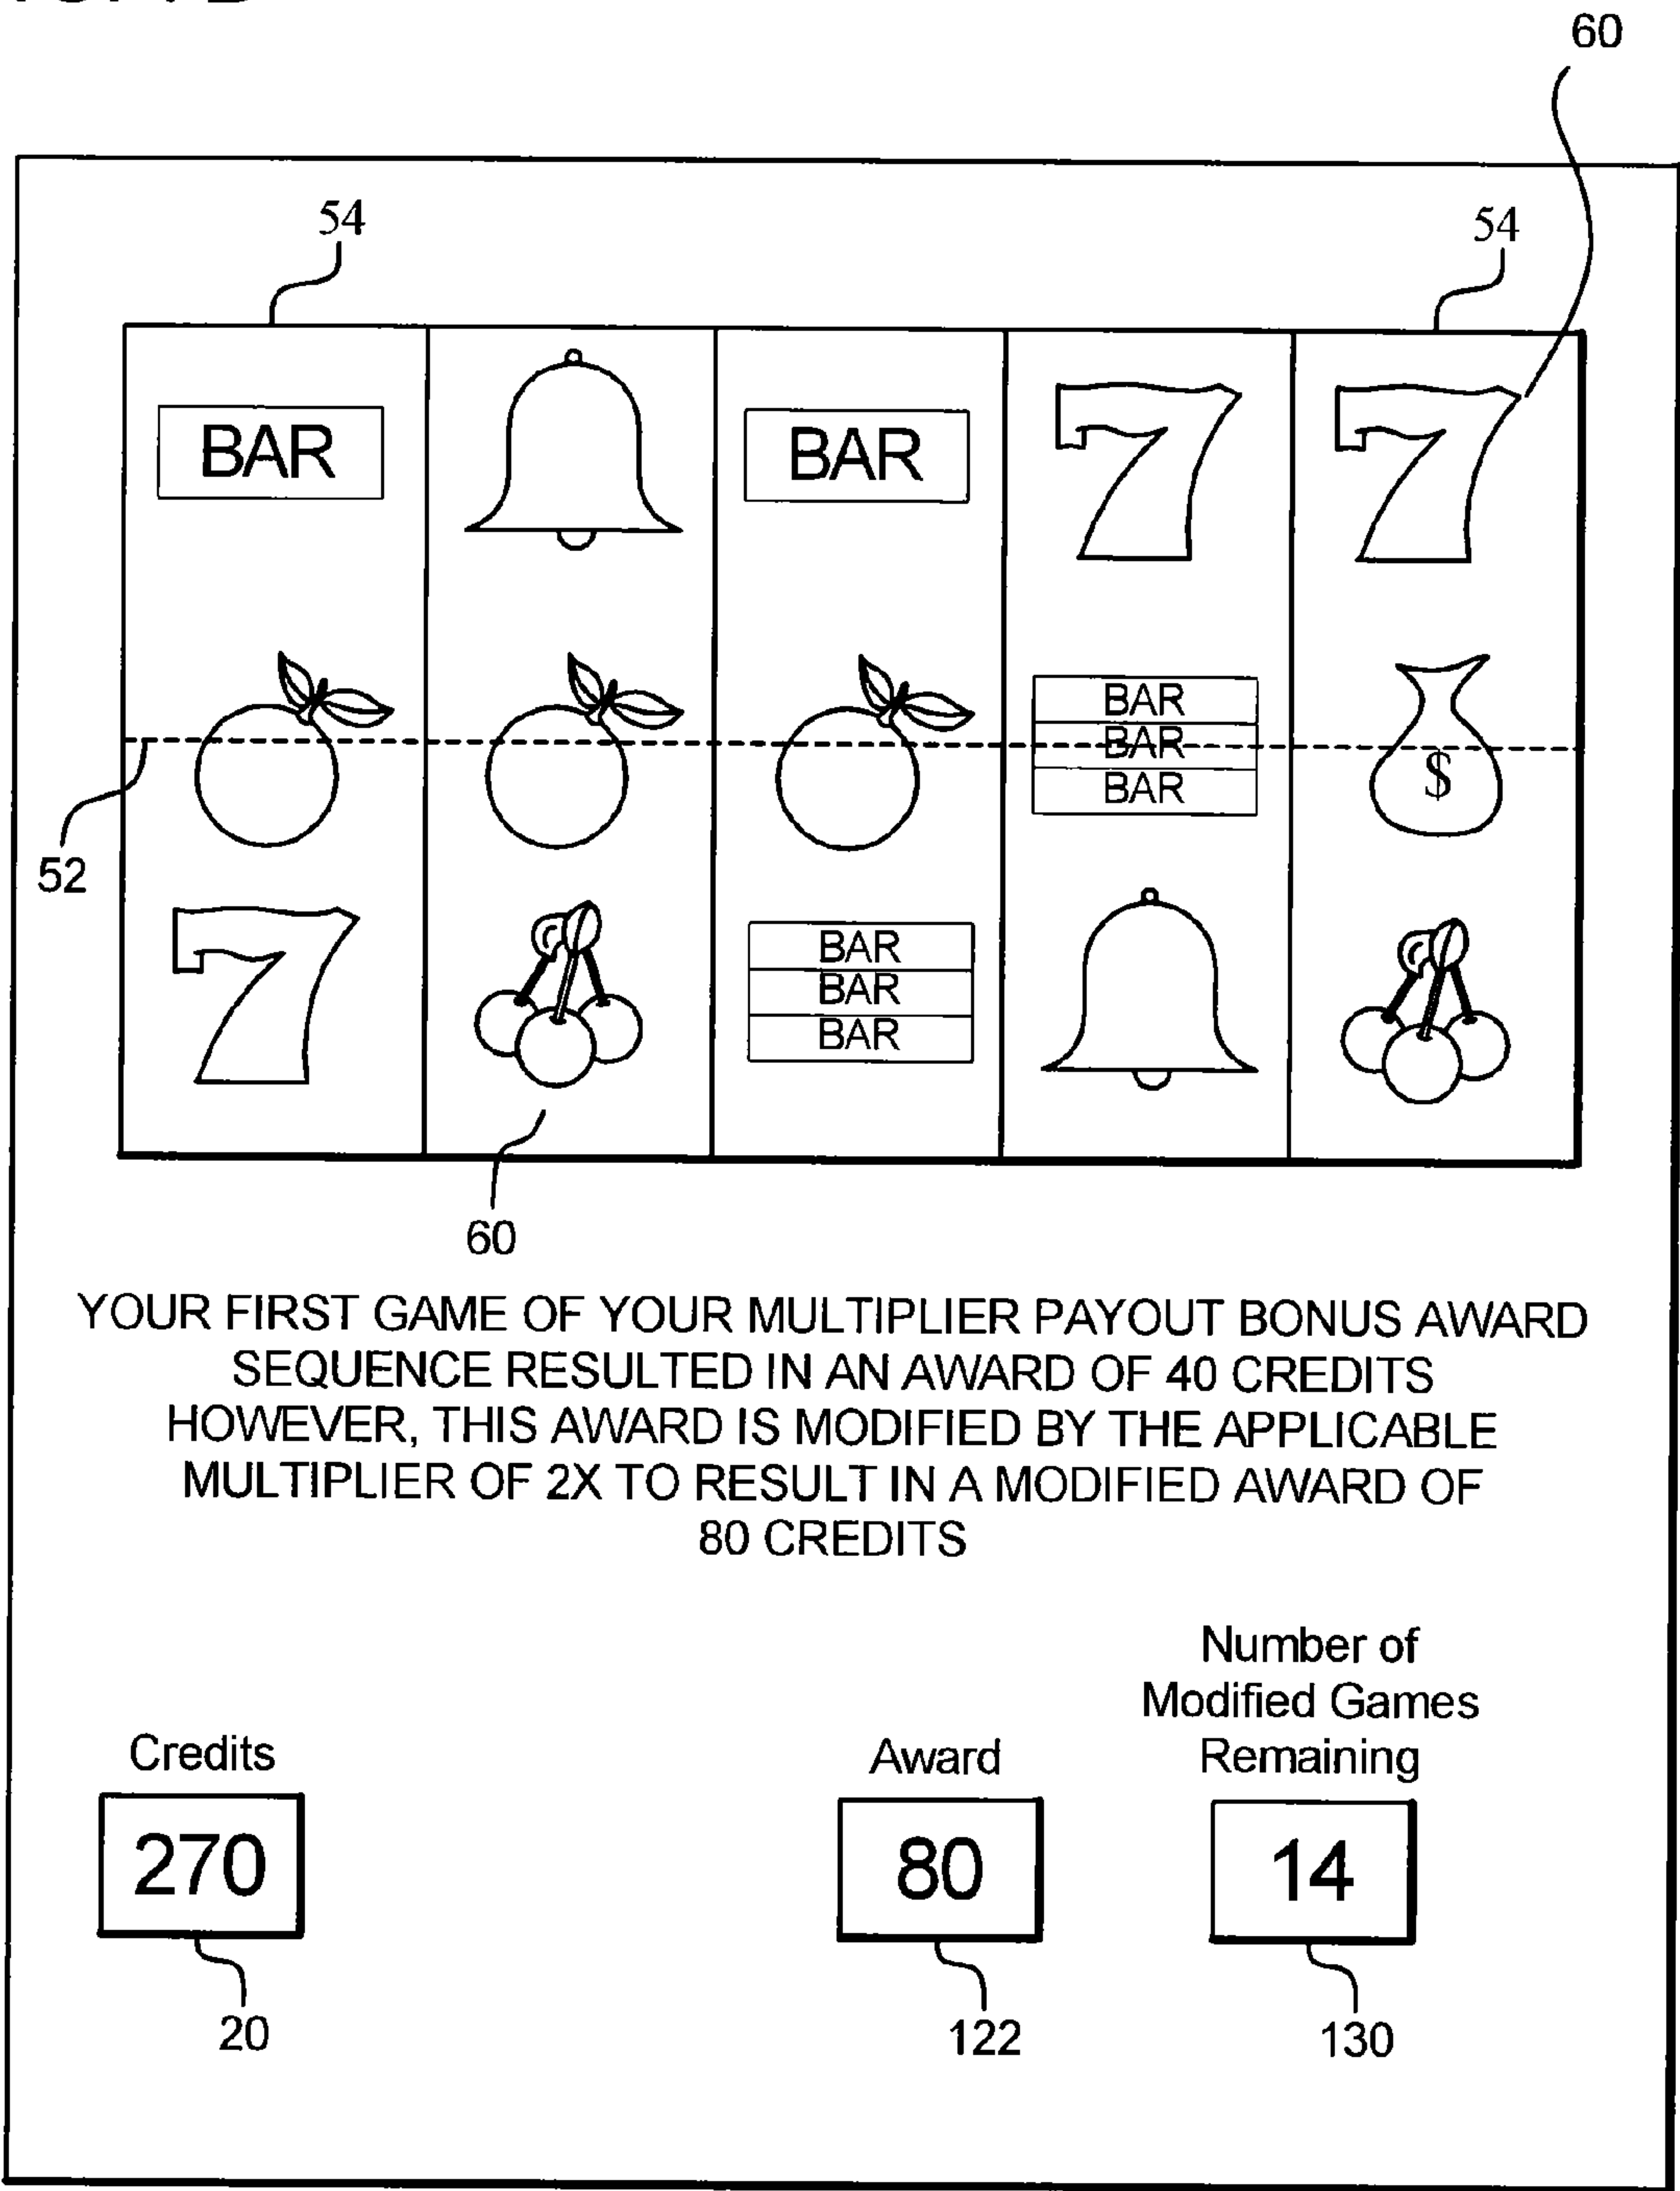 60
54
54
BAR
BAR
7
7
BAR
BAR
BAR
$
52
7
BAR
BAR
BAR
60
YOUR FIRST GAME OF YOUR MULTIPLIER PAYOUT BONUS AWARD
SEQUENCE RESULTED IN AN AWARD OF 40 CREDITS
HOWEVER, THIS AWARD IS MODIFIED BY THE APPLICABLE
MULTIPLIER OF 2X TO RESULT IN A MODIFIED AWARD OF
80 CREDITS
Number of
Modified Games
Remaining
Credits
Award
270
80
14
20
122
130